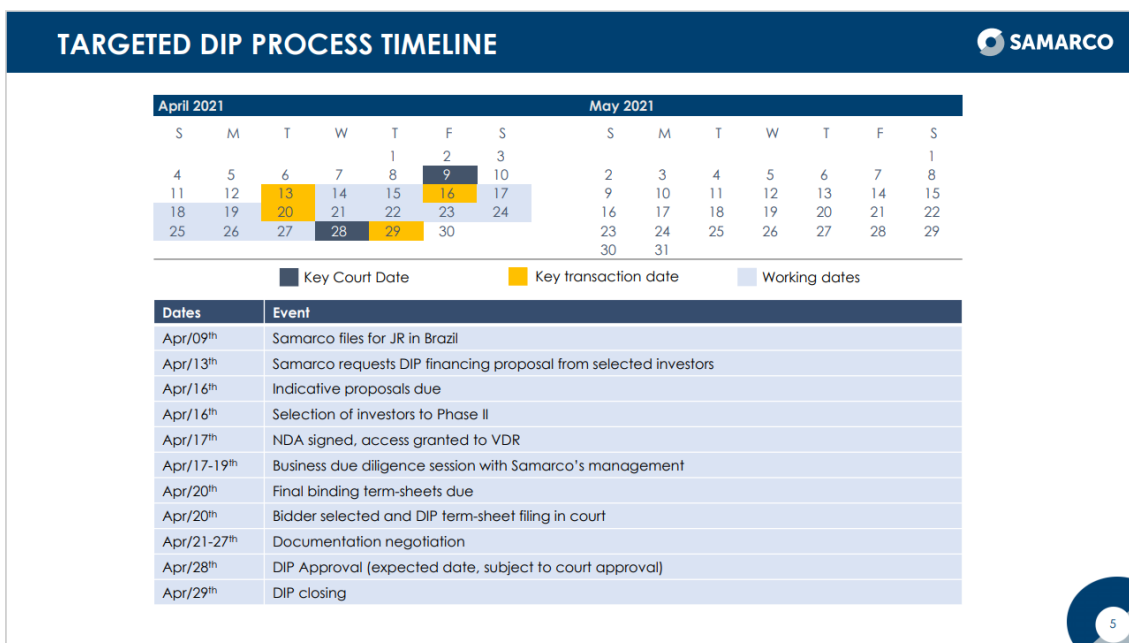 TARGETED DIP PROCESS TIMELINE
SAMARCO
April 2021 May 2021
S M T W T F S S M T W T F S
1 2 3 1
4 5 6 7 8 9 10 2 3 4 5 6 7 8
11 12 13 14 15 16 17 9 10 11 12 13 14 15
18 19 20 21 22 23 24 16 17 18 19 20 21 22
25 26 27 28 29 30 23 24 25 26 27 28 29
30 31
Key Court Date Key transaction date Working dates
Dates Event
Apr/09th Samarco files for JR in Brazil
Apr/13th Samarco requests DIP financing proposal from selected investors
Apr/16th Indicative proposals due
Apr/16th Selection of investors to Phase II
Apr/17th NDA signed, access granted to VDR
Apr/17-19th Business due diligence session with Samarco's management
Apr/20th Final binding term-sheets due
Apr/20th Bidder selected and DIP term-sheet filing in court
Apr/21-27th Documentation negotiation
Apr/28th DIP Approval (expected date, subject to court approval)
Apr/29th DIP closing
5